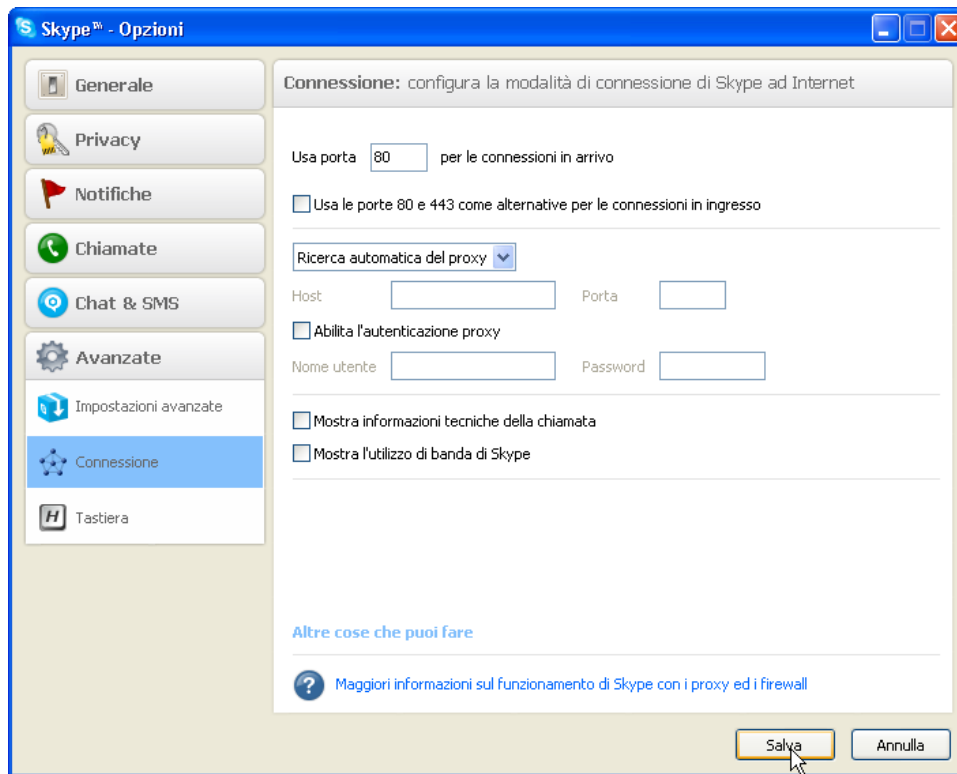 Skype™ - Opzioni
Generale
Privacy
Notifiche
Chiamate
Chat & SMS
Avanzate
Impostazioni avanzate
Connessione
Tastiera
Connessione: configura la modalità di connessione di Skype ad Internet
Usa porta 80 per le connessioni in arrivo
Usa le porte 80 e 443 come alternative per le connessioni in ingresso
Ricerca automatica del proxy
Host Porta
Abilita l'autenticazione proxy
Nome utente Password
Mostra informazioni tecniche della chiamata
Mostra l'utilizzo di banda di Skype
Altre cose che puoi fare
? Maggiori informazioni sul funzionamento di Skype con i proxy ed i firewall
Salva Annulla